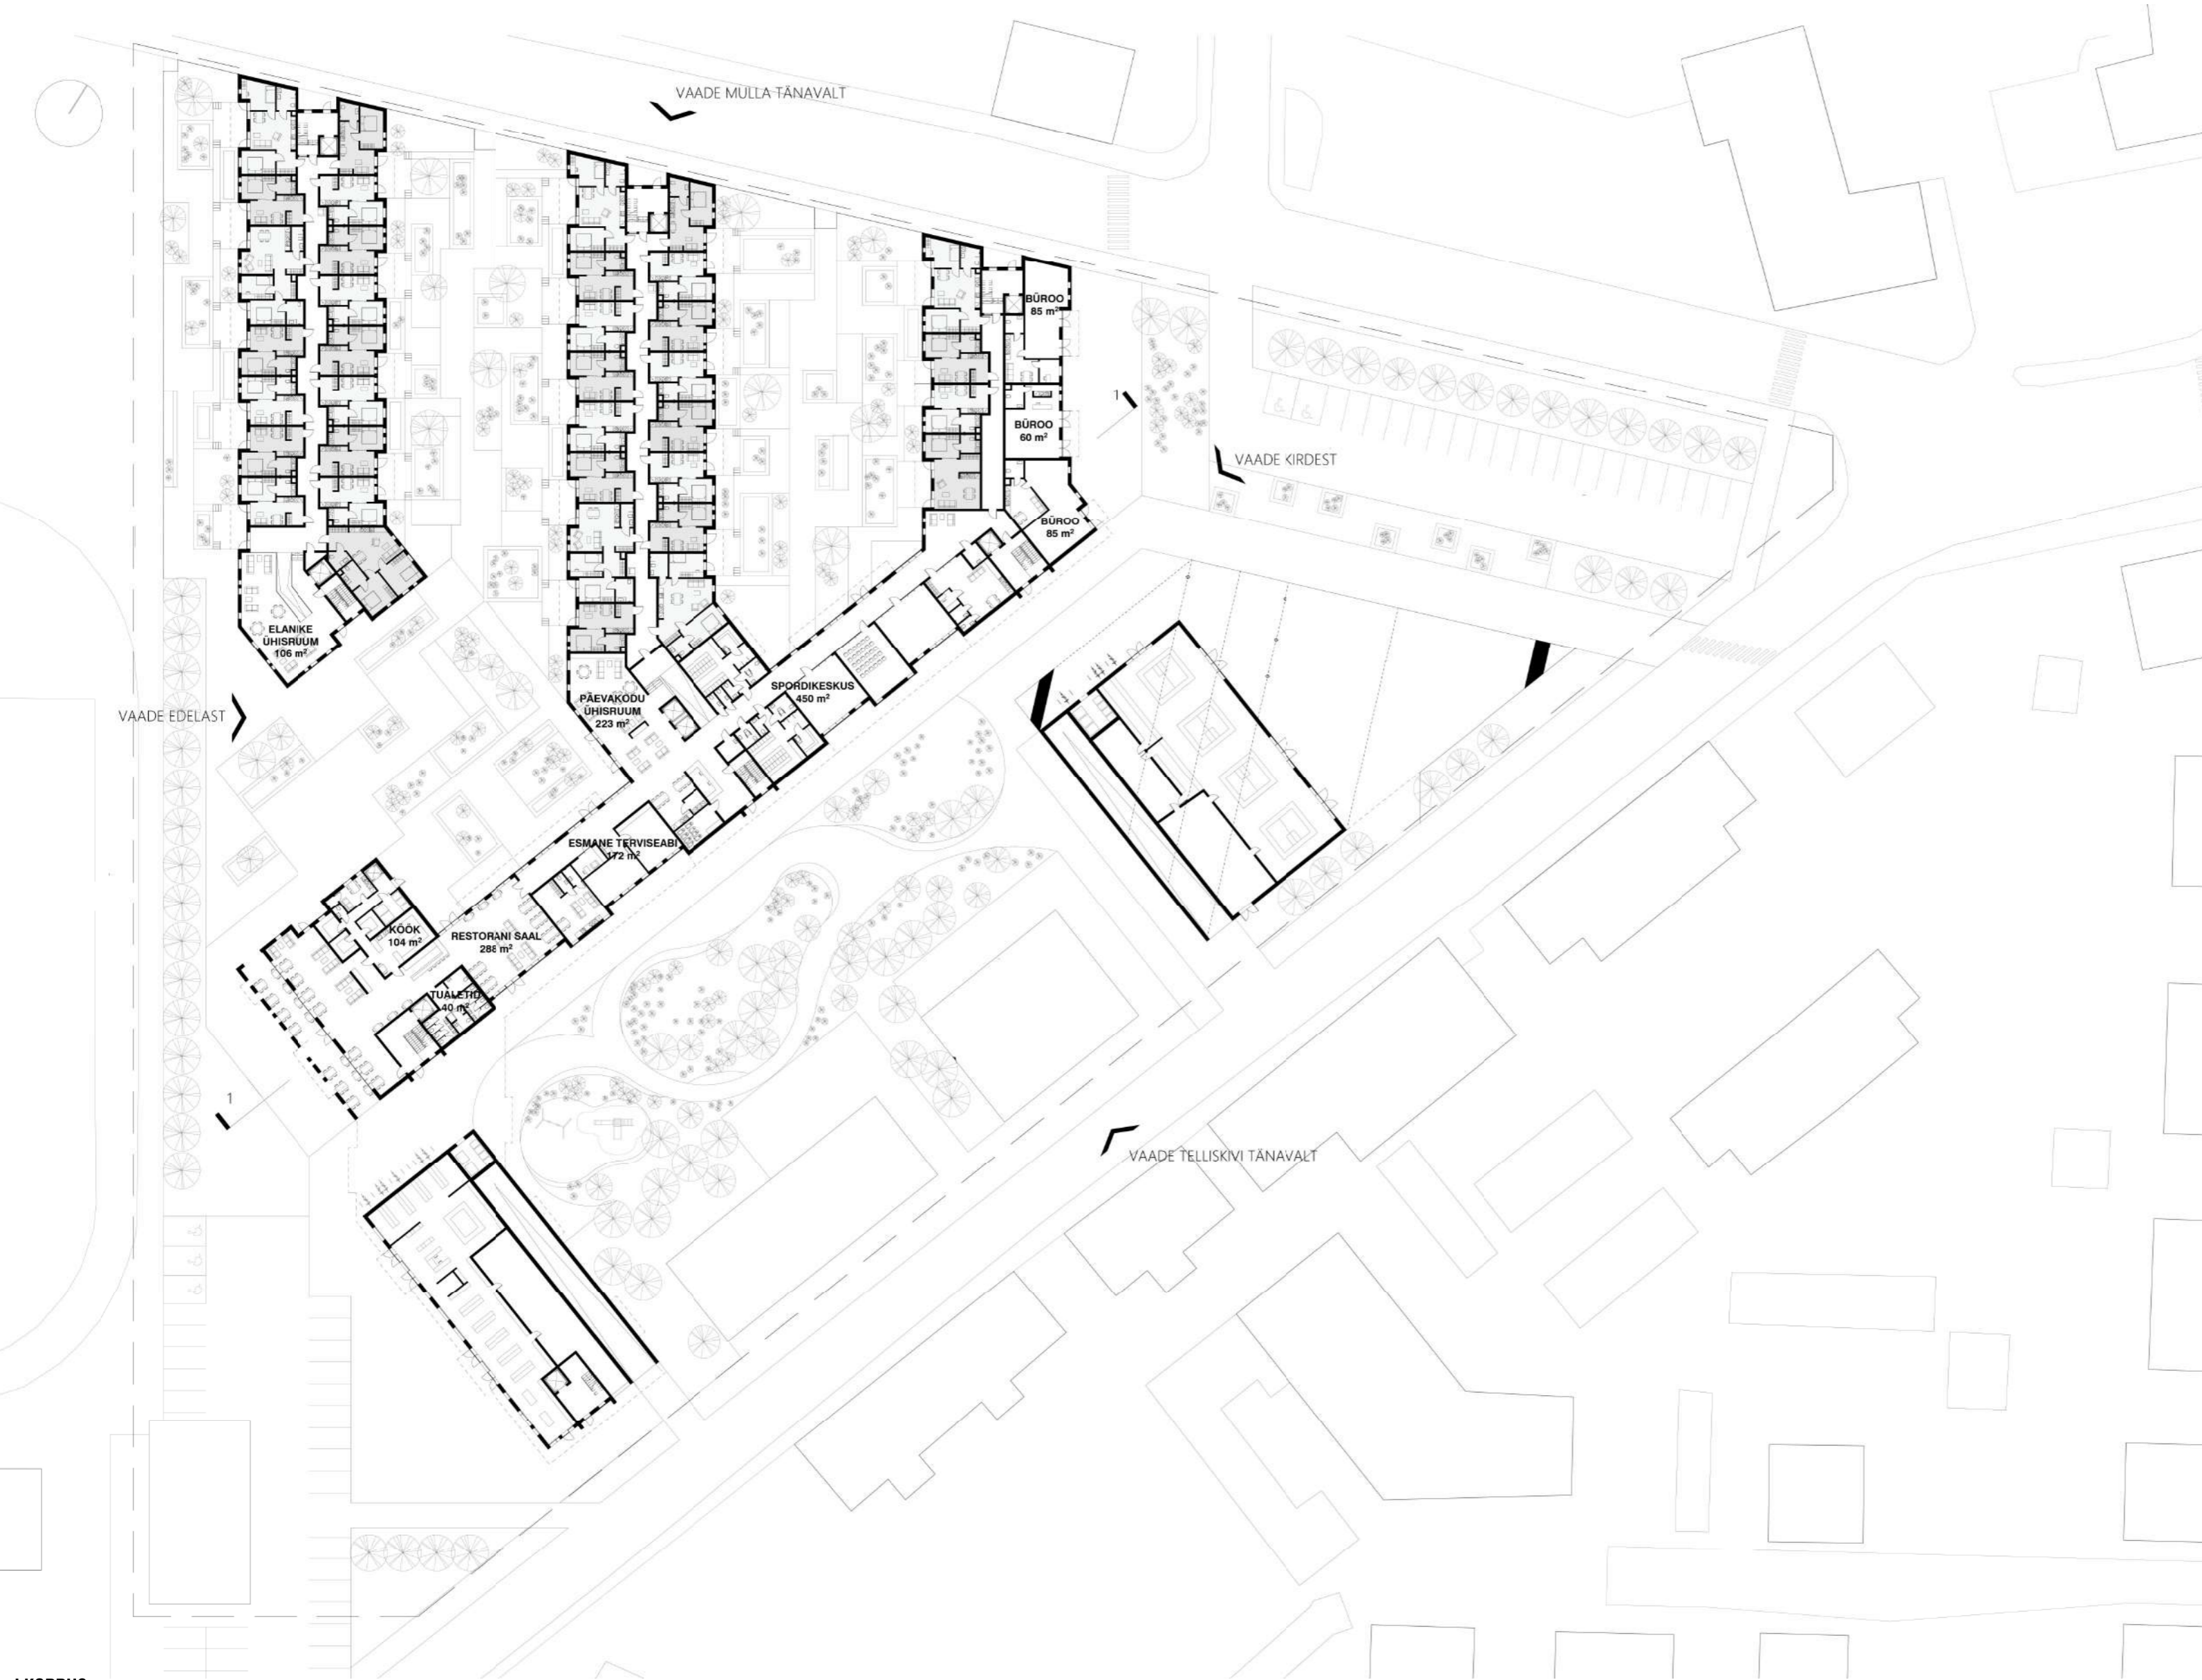 VAADE MULLA TÄNAVALT
BÜROO
85 m²
1
BÜROO
60 m²
VAADE KIRDEST
BÜROO
85 m²
ELANIKE
ÜHISRUUM
106 m²
SPORDIKESKUS
450 m²
PÄEVAKODU
ÜHISRUUM
223 m²
VAADE EDELAST
ESMANE TERVISEABI
172 m²
KÖÖK
104 m²
RESTORANI SAAL
288 m²
TUALETID
40 m²
1
VAADE TELLISKIVI TÄNAVALT